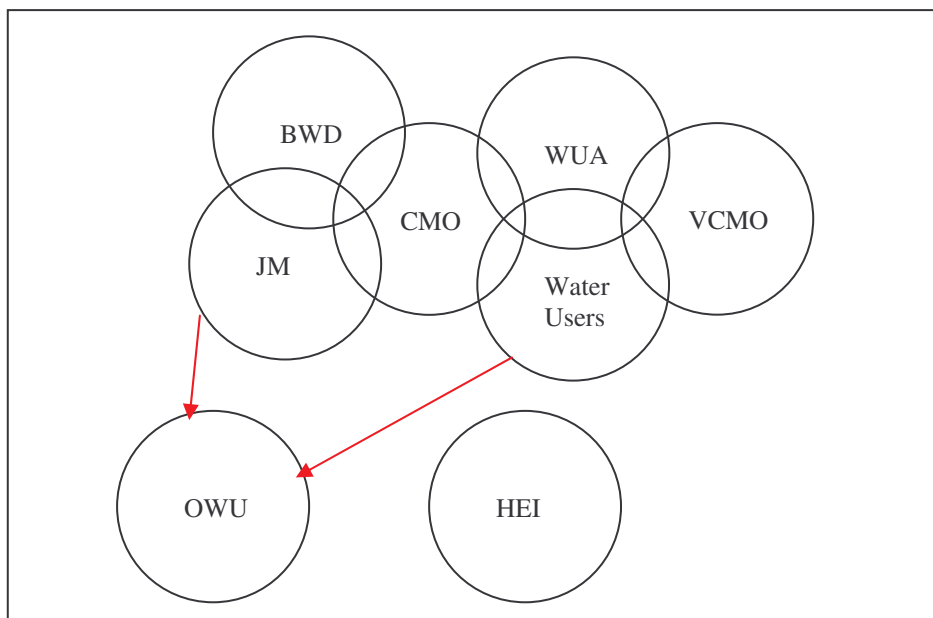 BWD
WUA
CMO
VCMO
JM
Water
Users
OWU
HEI